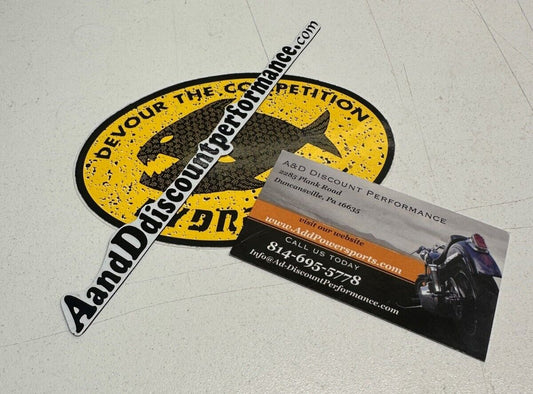 DEVOUR THE COMPETITION
AandDdiscountperformance.com
A&D DISCOUNT PERFORMANCE
2283 Plank Road
Duncansville, Pa 16635
visit our website
www.AddPowersports.com
CALL US TODAY
814-695-5778
Info@Ad-DiscountPerformance.com